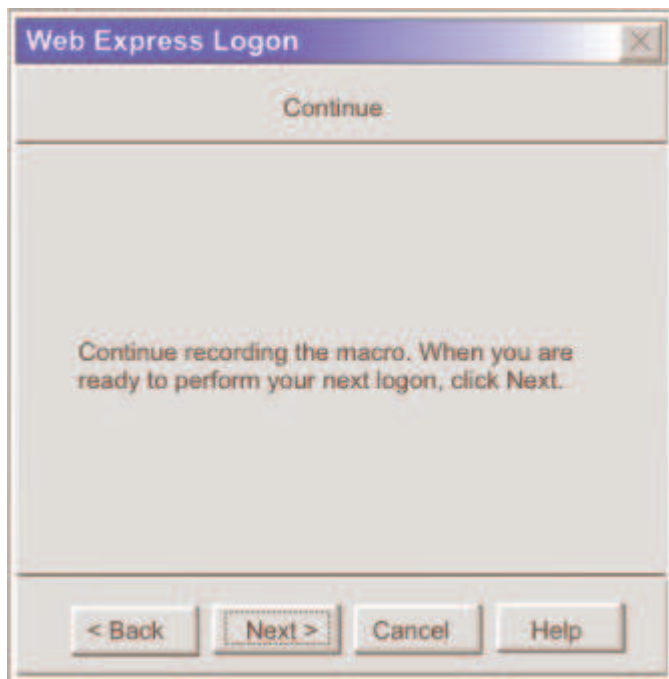 Web Express Logon
Continue
Continue recording the macro. When you are
ready to perform your next logon, click Next.
< Back Next > Cancel Help